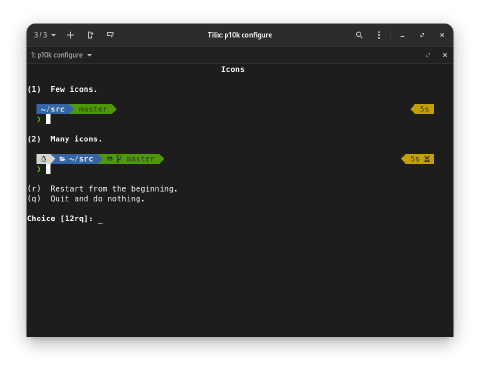 3 / 3
Tilix: p10k configure
1: p10k configure
Icons
(1) Few icons.
~/src master 5s
❯
(2) Many icons.
~/src master 5s
❯
(r) Restart from the beginning.
(q) Quit and do nothing.
Choice [12rq]: _